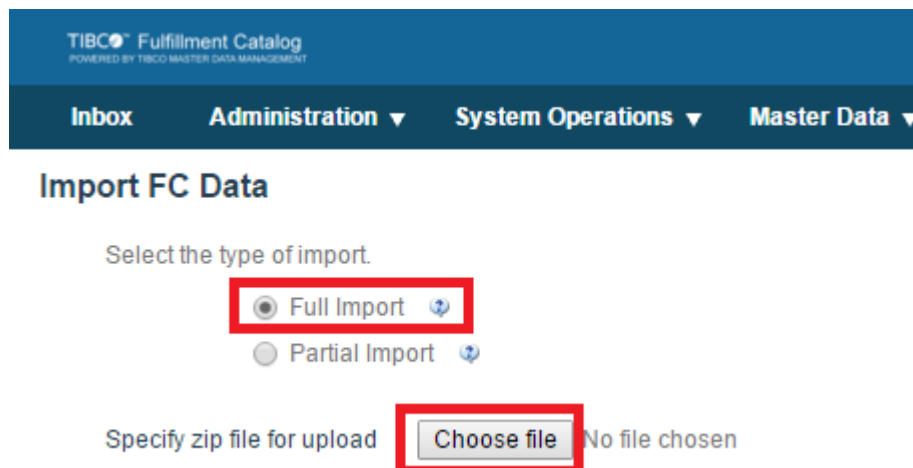 TIBCO™ Fulfillment Catalog
POWERED BY TIBCO MASTER DATA MANAGEMENT
Inbox Administration ▼ System Operations ▼ Master Data ▼
Import FC Data
Select the type of import.
Full Import
Partial Import
Specify zip file for upload Choose file No file chosen